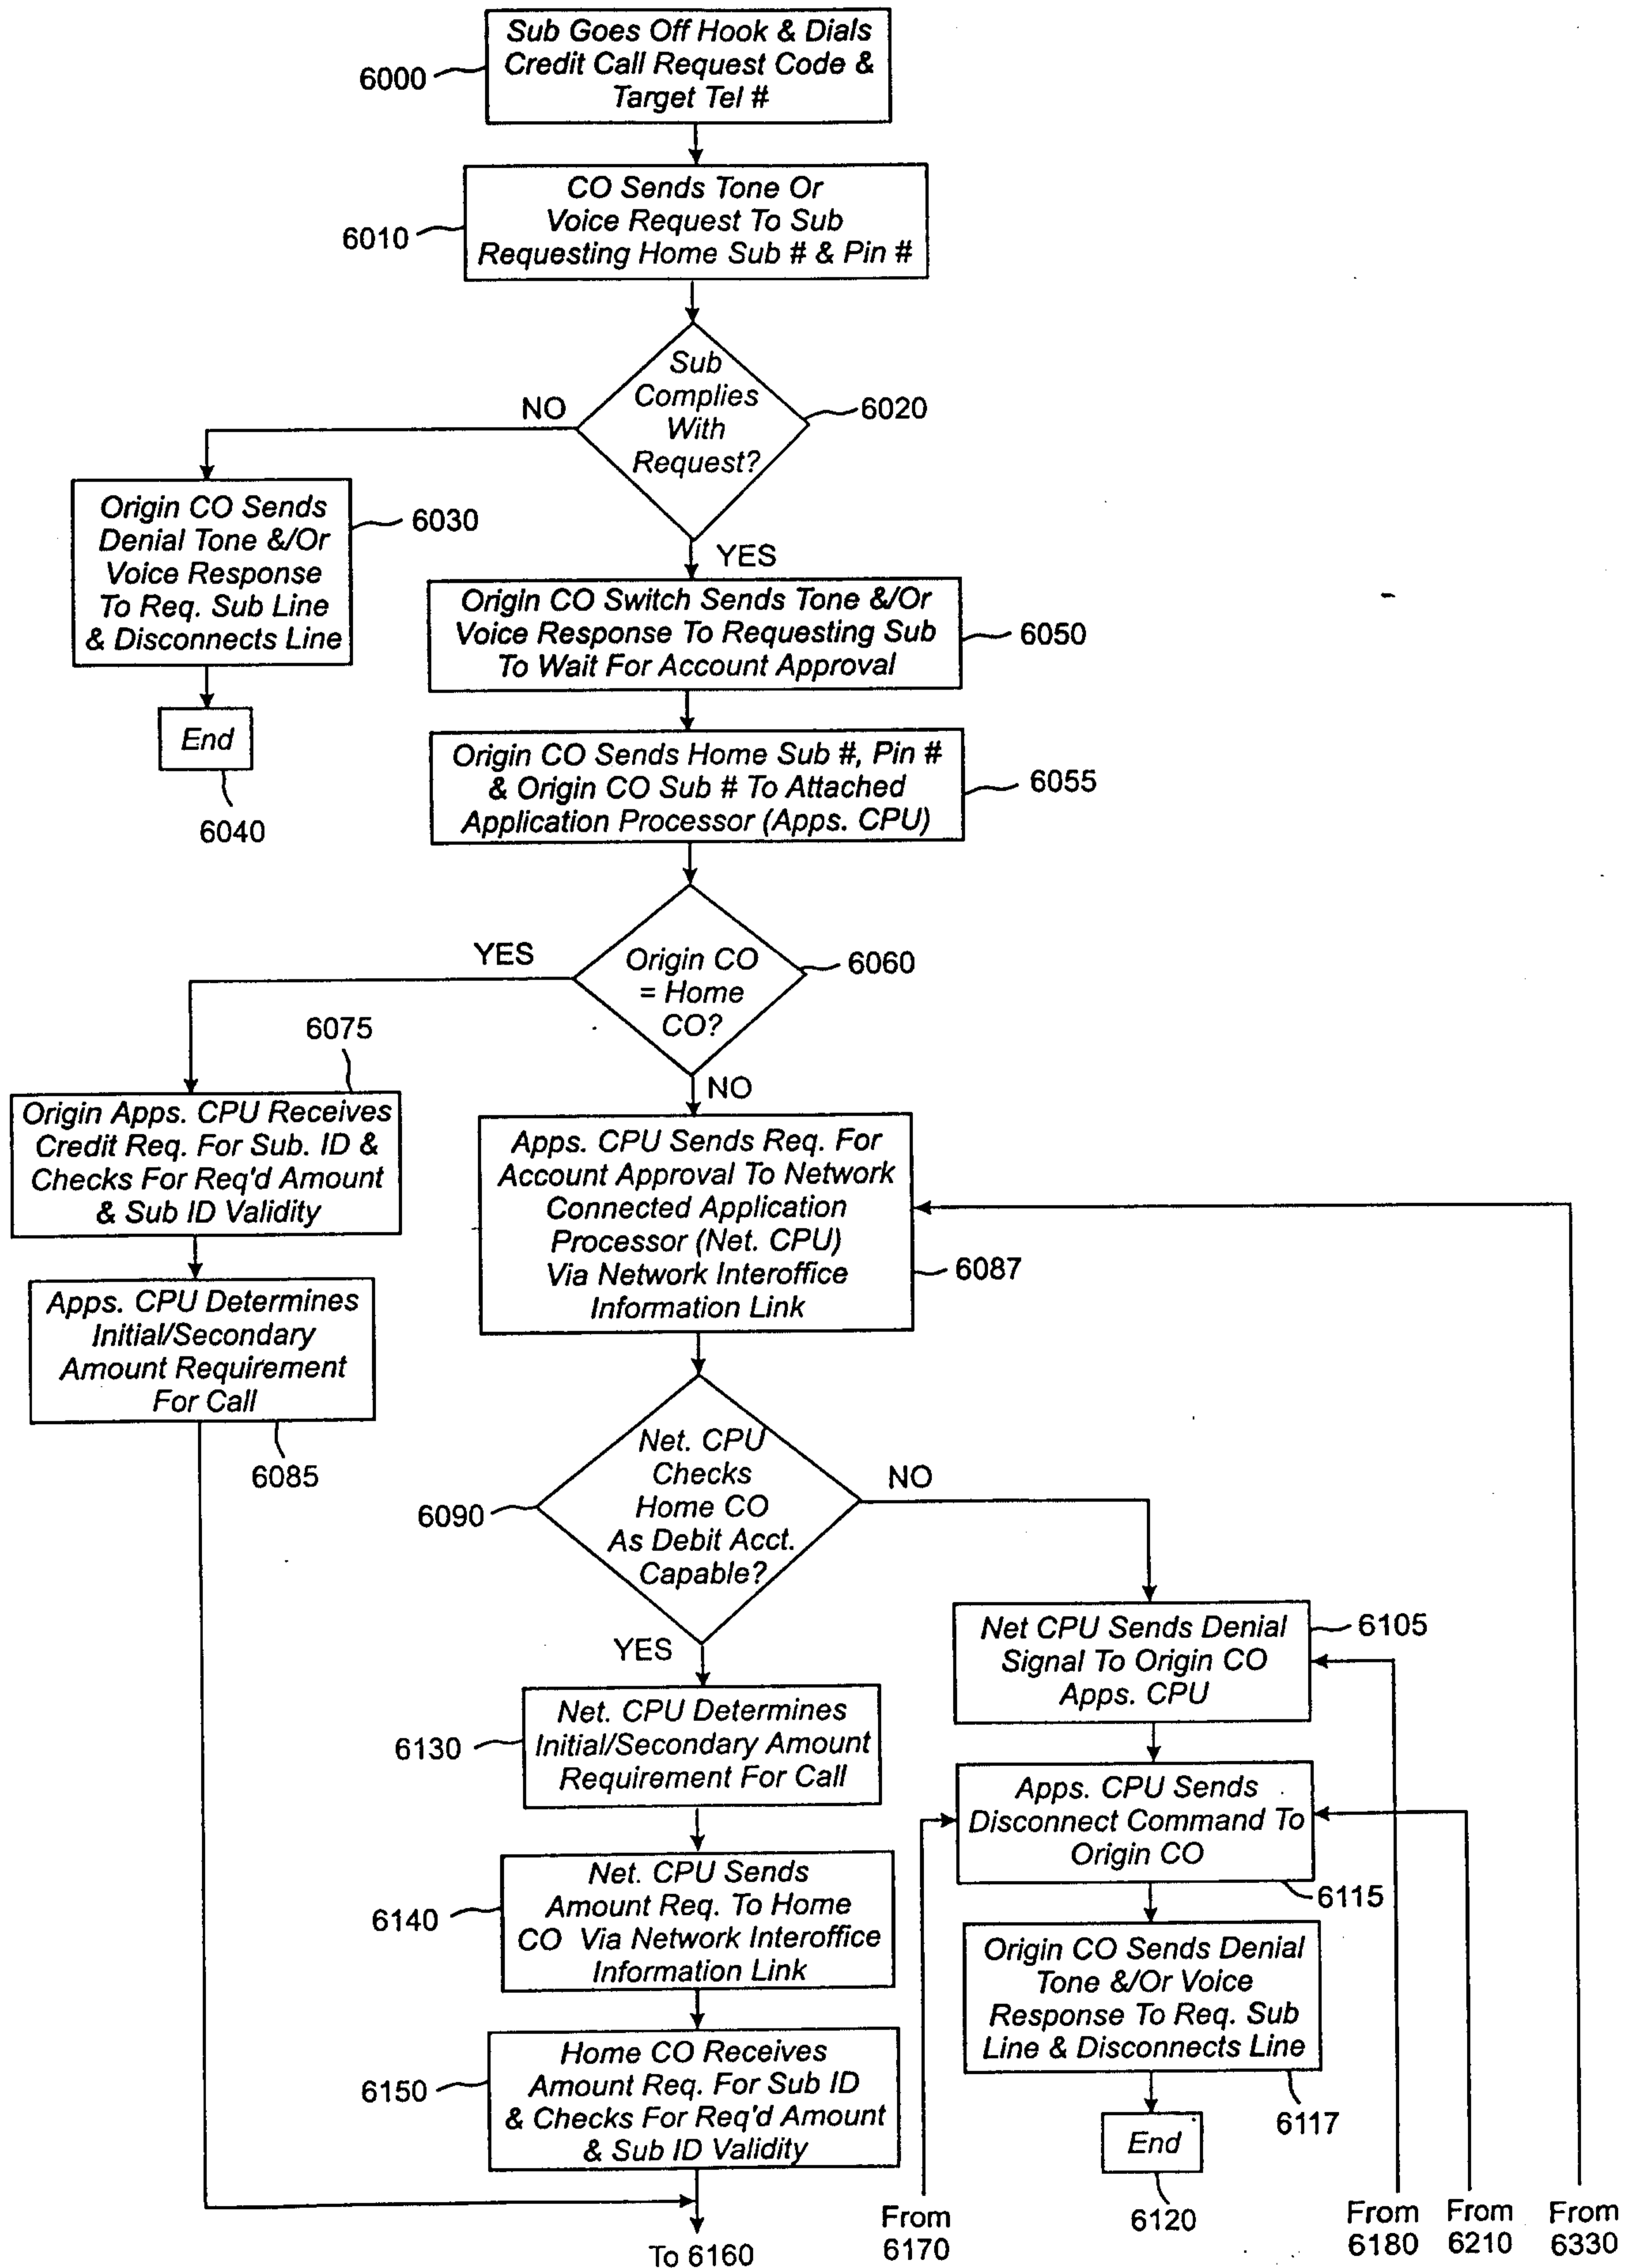 Sub Goes Off Hook & Dials
Credit Call Request Code &
Target Tel #
6000
CO Sends Tone Or
Voice Request To Sub
Requesting Home Sub # & Pin #
6010
Sub
Complies
With
Request?
6020
NO
YES
Origin CO Sends
Denial Tone &/Or
Voice Response
To Req. Sub Line
& Disconnects Line
6030
End
6040
Origin CO Switch Sends Tone &/Or
Voice Response To Requesting Sub
To Wait For Account Approval
6050
Origin CO Sends Home Sub #, Pin #
& Origin CO Sub # To Attached
Application Processor (Apps. CPU)
6055
Origin CO
= Home
CO?
6060
YES
NO
6075
Origin Apps. CPU Receives
Credit Req. For Sub. ID &
Checks For Req'd Amount
& Sub ID Validity
Apps. CPU Determines
Initial/Secondary
Amount Requirement
For Call
6085
Apps. CPU Sends Req. For
Account Approval To Network
Connected Application
Processor (Net. CPU)
Via Network Interoffice
Information Link
6087
Net. CPU
Checks
Home CO
As Debit Acct.
Capable?
6090
NO
YES
Net CPU Sends Denial
Signal To Origin CO
Apps. CPU
6105
Net. CPU Determines
Initial/Secondary Amount
Requirement For Call
6130
Apps. CPU Sends
Disconnect Command To
Origin CO
6115
Net. CPU Sends
Amount Req. To Home
CO Via Network Interoffice
Information Link
6140
Origin CO Sends Denial
Tone &/Or Voice
Response To Req. Sub
Line & Disconnects Line
6117
Home CO Receives
Amount Req. For Sub ID
& Checks For Req'd Amount
& Sub ID Validity
6150
End
6120
To 6160
From
6170
From
6180
From
6210
From
6330